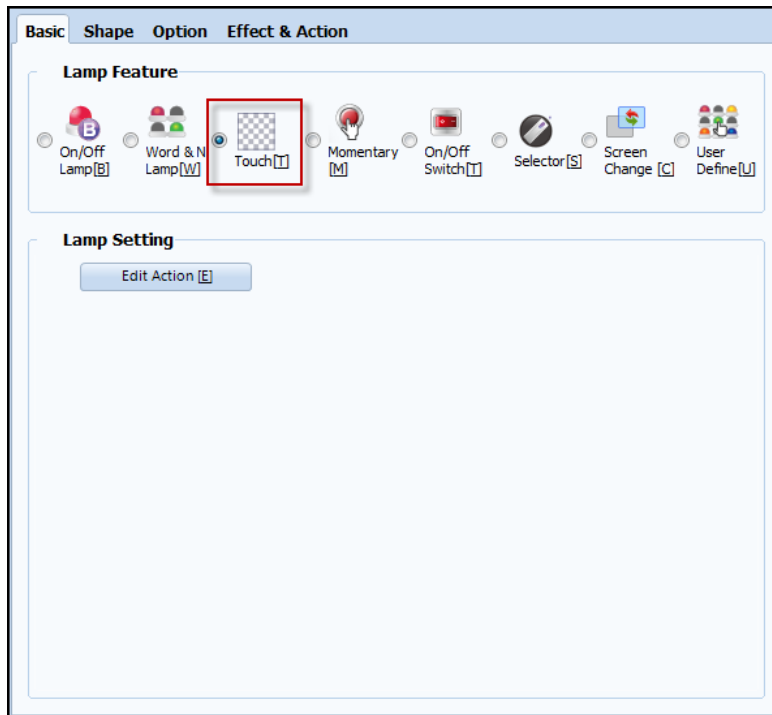 Basic Shape Option Effect & Action
Lamp Feature
On/Off
Lamp[B]
Word & N
Lamp[W]
Touch[T]
Momentary
[M]
On/Off
Switch[T]
Selector[S]
Screen
Change [C]
User
Define[U]
Lamp Setting
Edit Action [E]